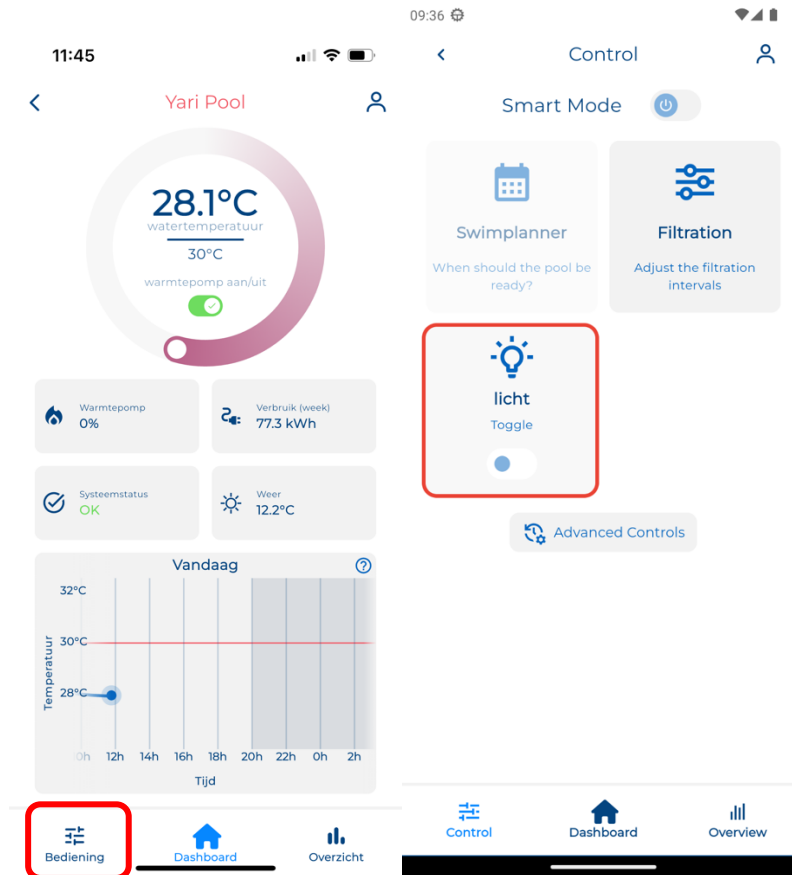 11:45
Yari Pool
28.1°C
watertemperatuur
30°C
warmtepomp aan/uit
Warmtepomp
0%
Verbruik (week)
77.3 kWh
Systeemstatus
OK
Weer
12.2°C
Vandaag
?
32°C
30°C
28°C
Temperatuur
0h 12h 14h 16h 18h 20h 22h 0h 2h
Tijd
Bediening
Dashboard
Overzicht
09:36
Control
Smart Mode
Swimplanner
When should the pool be
ready?
Filtration
Adjust the filtration
intervals
licht
Toggle
Advanced Controls
Control
Dashboard
Overview